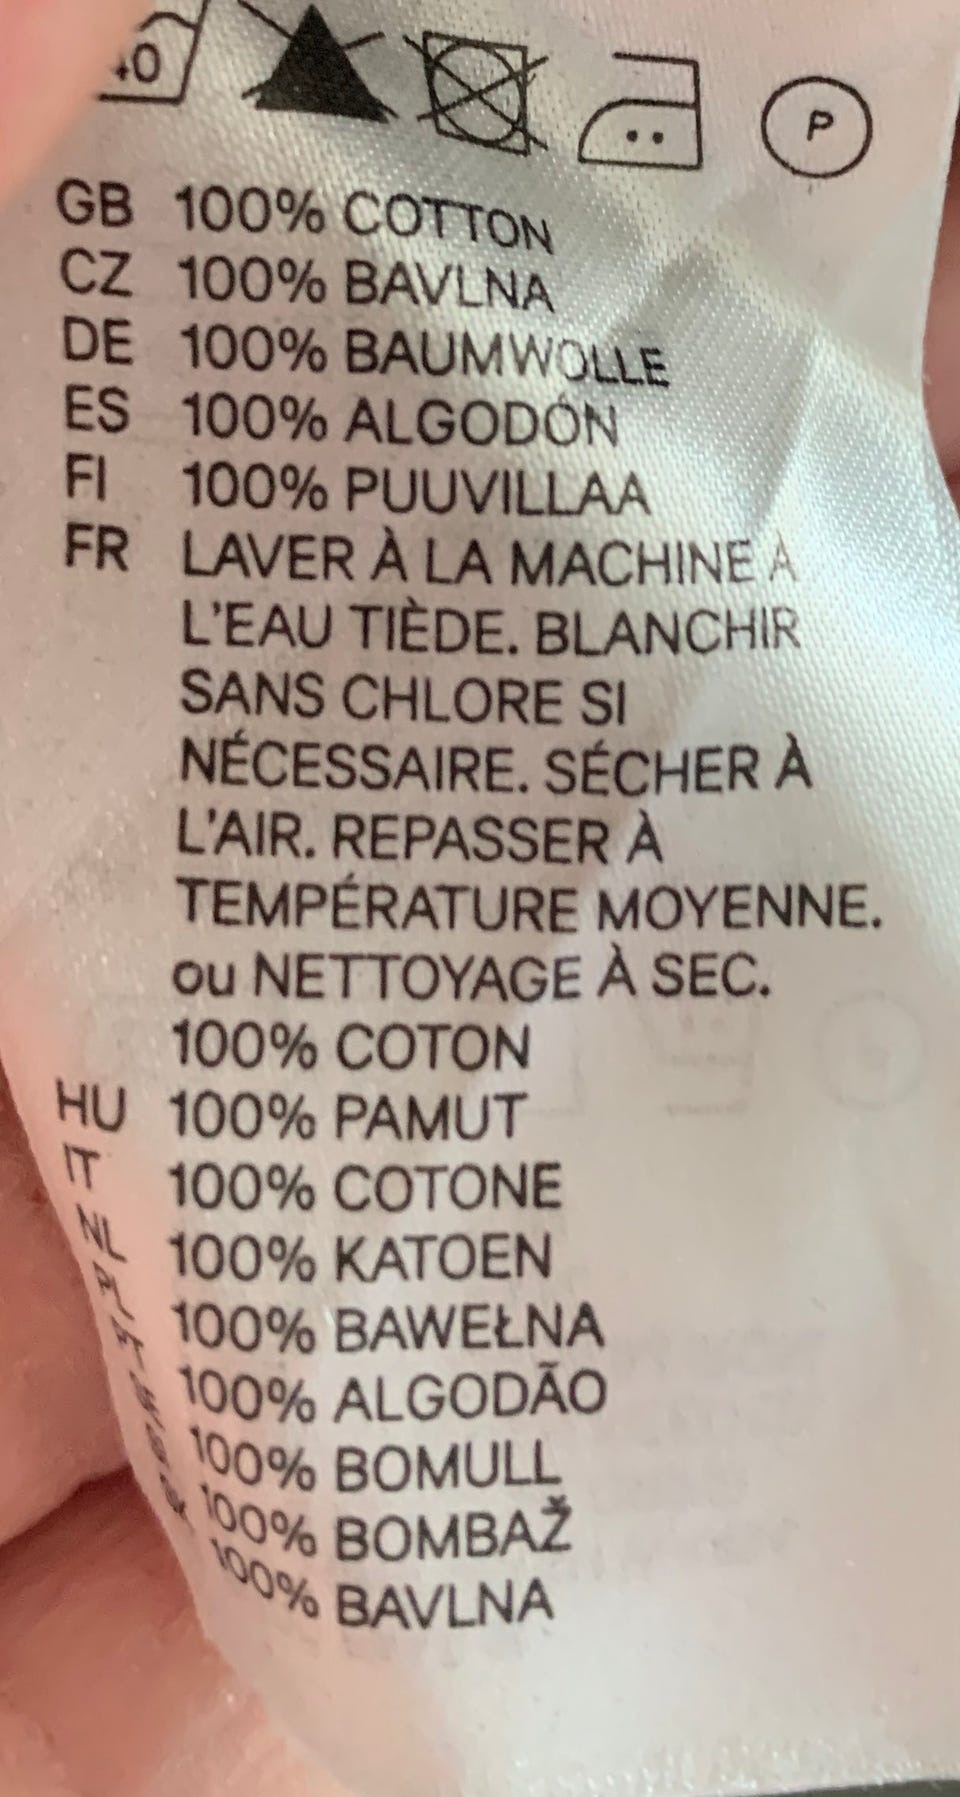 40
P
GB 100% COTTON
CZ 100% BAVLNA
DE 100% BAUMWOLLE
ES 100% ALGODÓN
FI 100% PUUVILLAA
FR LAVER À LA MACHINE À
L'EAU TIÈDE. BLANCHIR
SANS CHLORE SI
NÉCESSAIRE. SÉCHER À
L'AIR. REPASSER À
TEMPÉRATURE MOYENNE.
ou NETTOYAGE À SEC.
100% COTON
HU 100% PAMUT
IT 100% COTONE
NL 100% KATOEN
100% BAWEŁNA
100% ALGODÃO
100% BOMULL
100% BOMBAŽ
100% BAVLNA